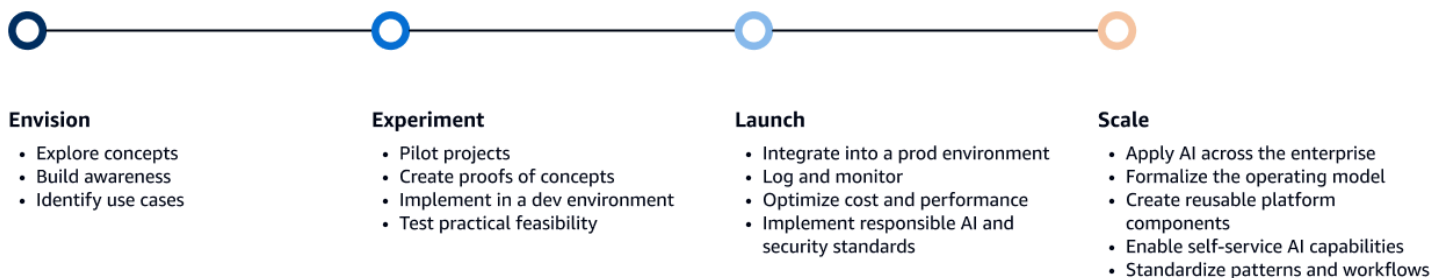 Envision
• Explore concepts
• Build awareness
• Identify use cases
Experiment
• Pilot projects
• Create proofs of concepts
• Implement in a dev environment
• Test practical feasibility
Launch
• Integrate into a prod environment
• Log and monitor
• Optimize cost and performance
• Implement responsible AI and
security standards
Scale
• Apply AI across the enterprise
• Formalize the operating model
• Create reusable platform
components
• Enable self-service AI capabilities
• Standardize patterns and workflows